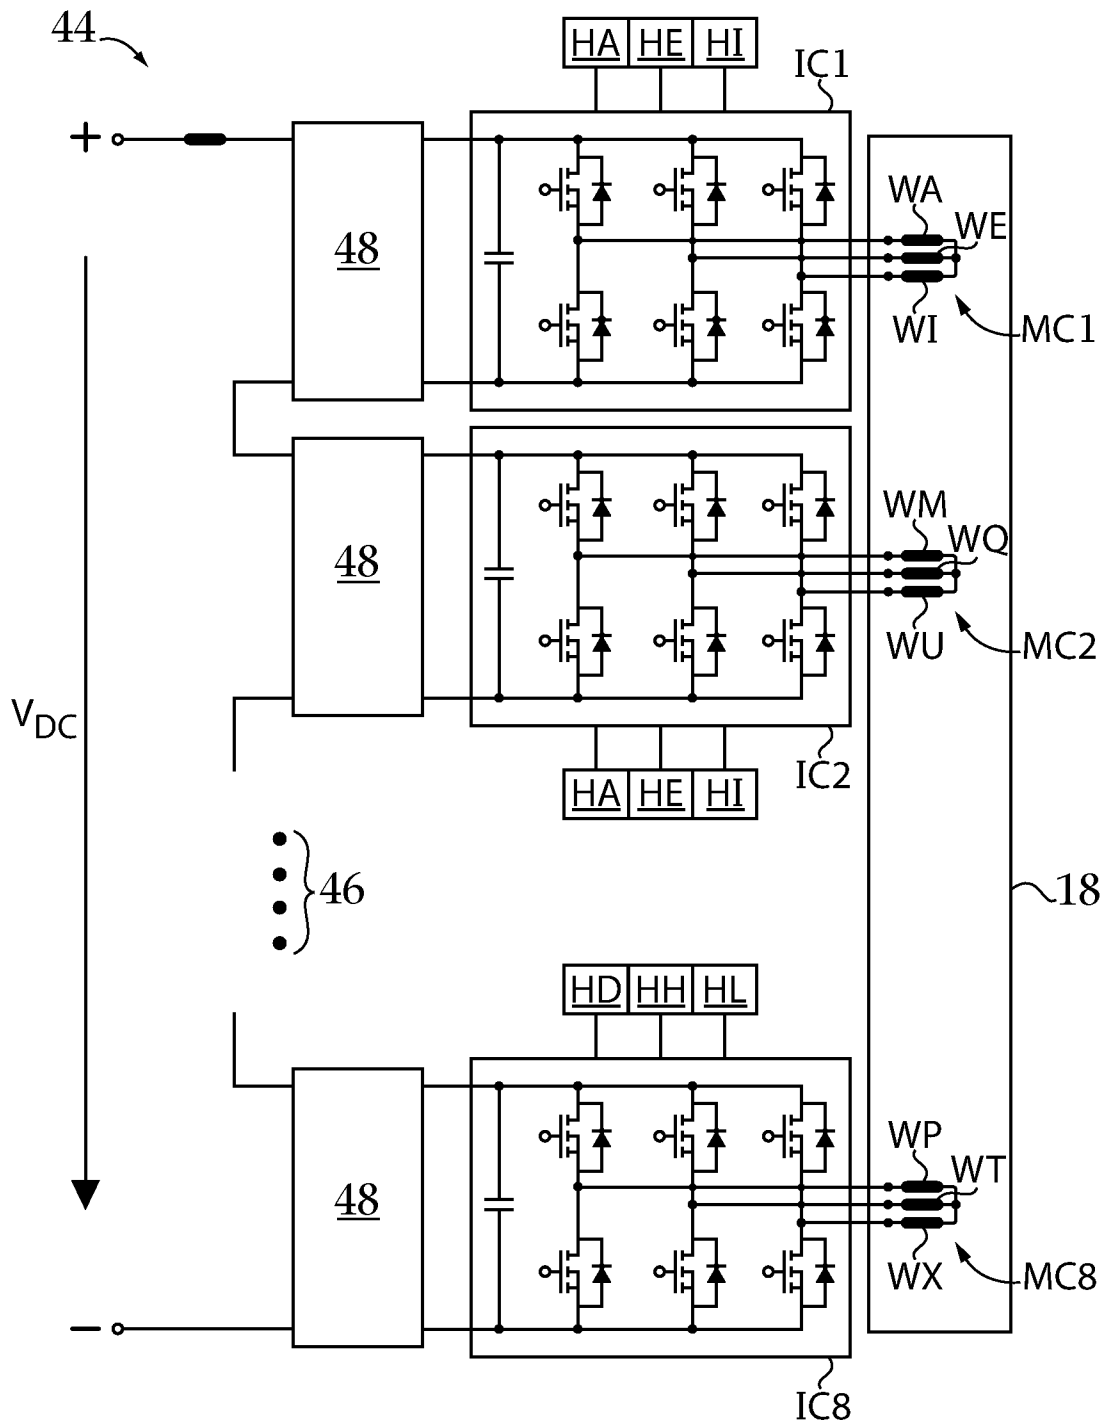 44
HA HE HI
IC1
+
48
WA
WE
WI
MC1
48
WM
WQ
WU
MC2
VDC
IC2
HA HE HI
46
18
HD HH HL
48
WP
WT
WX
MC8
−
IC8